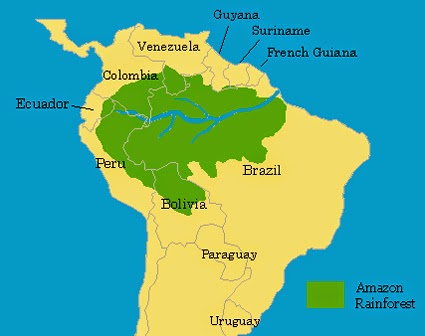 Guyana
Suriname
Venezuela
French Guiana
Colombia
Ecuador
Peru
Brazil
Bolivia
Paraguay
Amazon
Rainforest
Uruguay